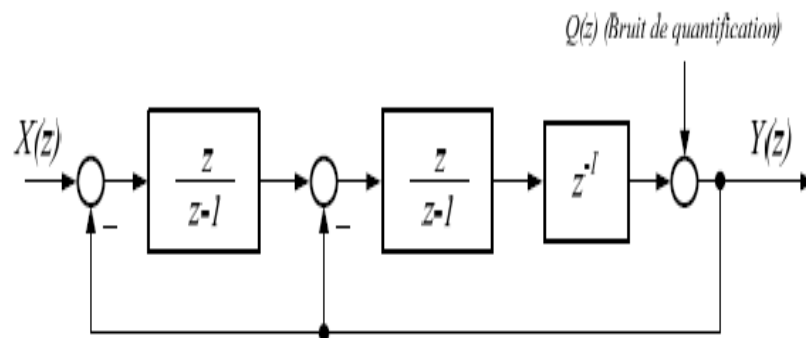 Q(z) (Bruit de quantification)
X(z)
z
z-1
z
z-1
z⁻¹
Y(z)
−
−